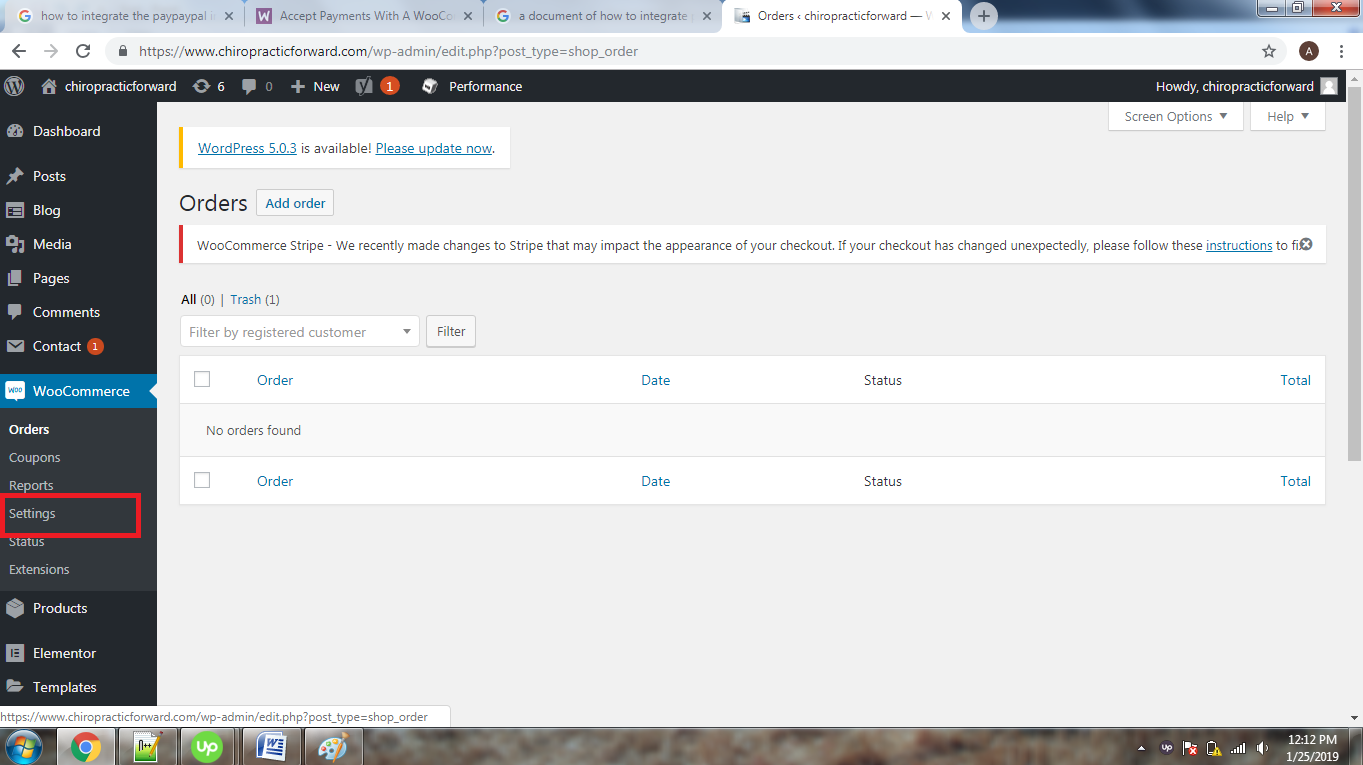 how to integrate the paypaypal i
Accept Payments With A WooCo
a document of how to integrate
Orders ‹ chiropracticforward —
https://www.chiropracticforward.com/wp-admin/edit.php?post_type=shop_order
A
chiropracticforward 6 0 New 1 Performance
Howdy, chiropracticforward
Screen Options Help
Dashboard
Posts
Blog
Media
Pages
Comments
Contact 1
WooCommerce
Orders
Coupons
Reports
Settings
Status
Extensions
Products
Elementor
Templates
WordPress 5.0.3 is available! Please update now.
Orders Add order
WooCommerce Stripe - We recently made changes to Stripe that may impact the appearance of your checkout. If your checkout has changed unexpectedly, please follow these instructions to fi
All (0) | Trash (1)
Filter by registered customer Filter
Order Date Status Total
No orders found
Order Date Status Total
https://www.chiropracticforward.com/wp-admin/edit.php?post_type=shop_order
up
12:12 PM
1/25/2019